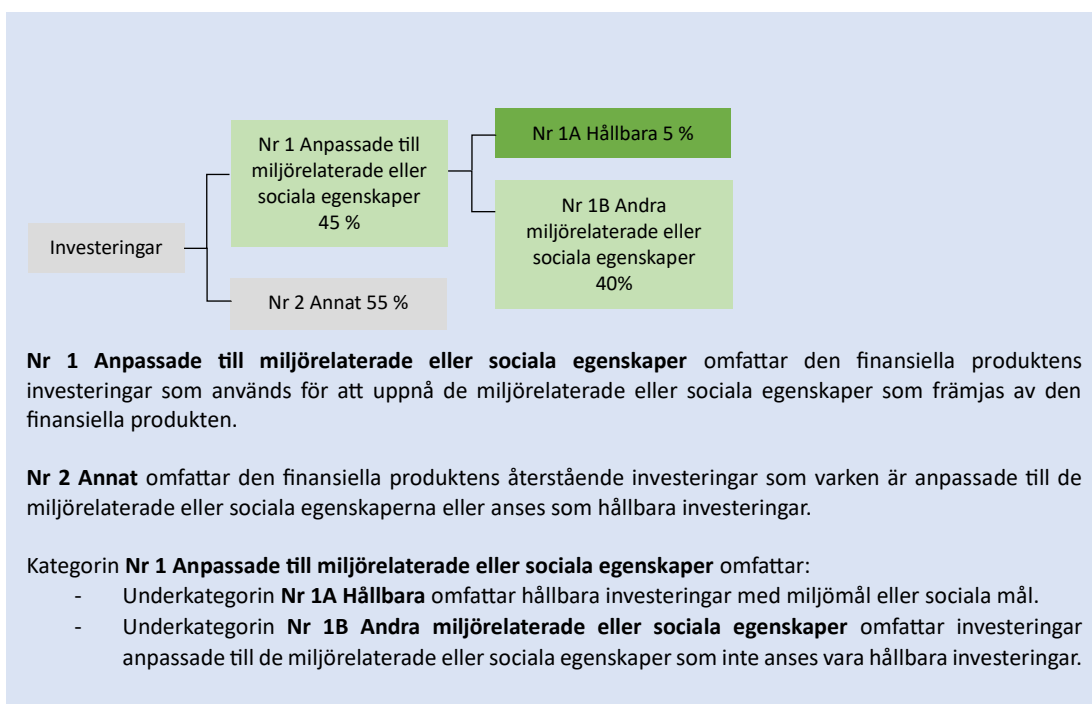 Nr 1 Anpassade till
miljörelaterade eller
sociala egenskaper
45 %
Nr 1A Hållbara 5 %
Nr 1B Andra
miljörelaterade eller
sociala egenskaper
40%
Investeringar
Nr 2 Annat 55 %
Nr 1 Anpassade till miljörelaterade eller sociala egenskaper omfattar den finansiella produktens
investeringar som används för att uppnå de miljörelaterade eller sociala egenskaper som främjas av den
finansiella produkten.
Nr 2 Annat omfattar den finansiella produktens återstående investeringar som varken är anpassade till de
miljörelaterade eller sociala egenskaperna eller anses som hållbara investeringar.
Kategorin Nr 1 Anpassade till miljörelaterade eller sociala egenskaper omfattar:
- Underkategorin Nr 1A Hållbara omfattar hållbara investeringar med miljömål eller sociala mål.
- Underkategorin Nr 1B Andra miljörelaterade eller sociala egenskaper omfattar investeringar
anpassade till de miljörelaterade eller sociala egenskaper som inte anses vara hållbara investeringar.